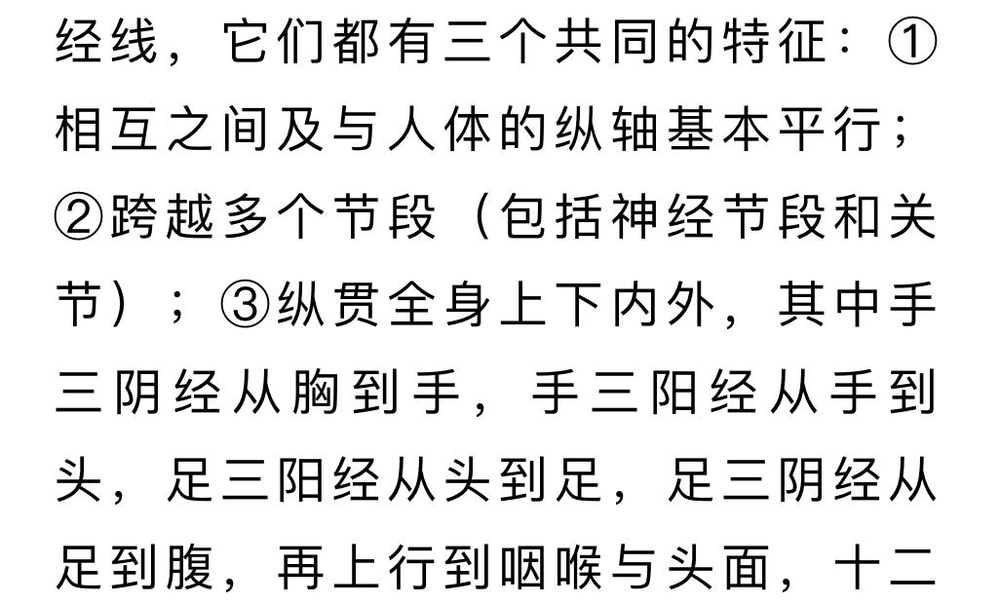 经线，它们都有三个共同的特征：①
相互之间及与人体的纵轴基本平行；
②跨越多个节段（包括神经节段和关
节）；③纵贯全身上下内外，其中手
三阴经从胸到手，手三阳经从手到
头，足三阳经从头到足，足三阴经从
足到腹，再上行到咽喉与头面，十二